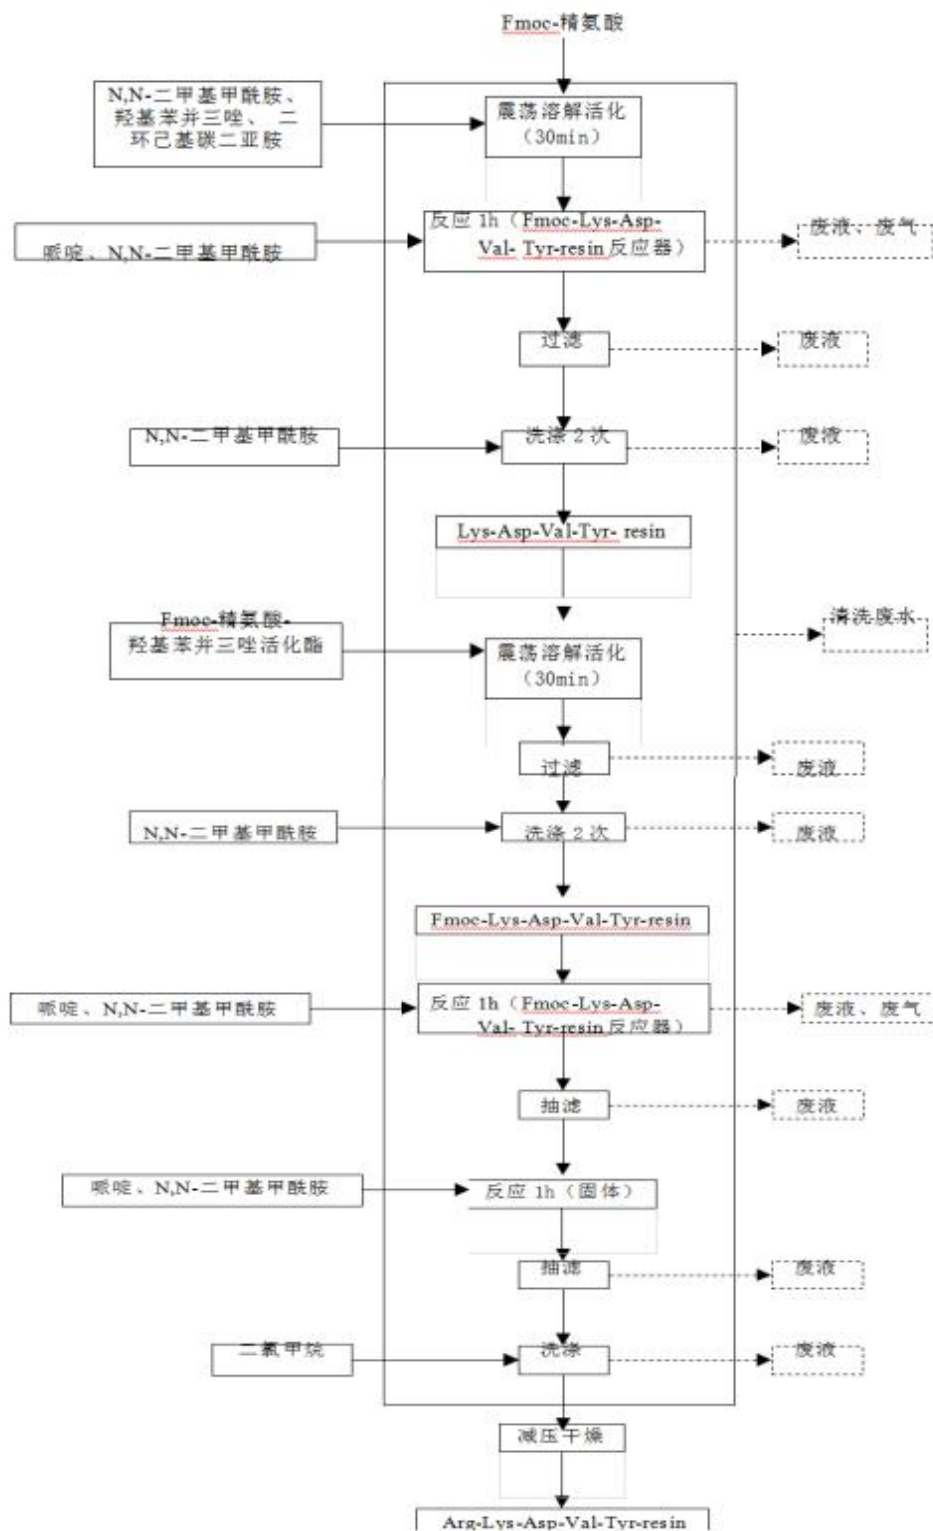 Fmoc-精氨酸
N,N-二甲基甲酰胺、
羟基苯并三唑、 二
环己基碳二亚胺
震荡溶解活化
（30min）
反应 1h（Fmoc-Lys-Asp-
Val- Tyr-resin 反应器）
哌啶、N,N-二甲基甲酰胺
废液、废气
过滤
废液
N,N-二甲基甲酰胺
洗涤 2 次
废液
Lys-Asp-Val-Tyr- resin
Fmoc-精氨酸-
羟基苯并三唑活化酯
震荡溶解活化
（30min）
清洗废水
过滤
废液
N,N-二甲基甲酰胺
洗涤 2 次
废液
Fmoc-Lys-Asp-Val-Tyr-resin
哌啶、N,N-二甲基甲酰胺
反应 1h（Fmoc-Lys-Asp-
Val- Tyr-resin 反应器）
废液、废气
抽滤
废液
哌啶、N,N-二甲基甲酰胺
反应 1h（固体）
抽滤
废液
二氯甲烷
洗涤
废液
减压干燥
Arg-Lys-Asp-Val-Tyr-resin